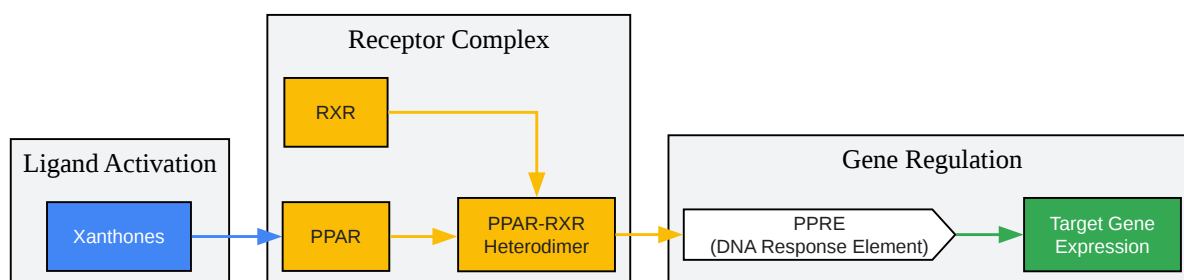 Receptor Complex
RXR
Ligand Activation
Gene Regulation
Xanthones
PPAR
PPAR-RXR
Heterodimer
PPRE
(DNA Response Element)
Target Gene
Expression